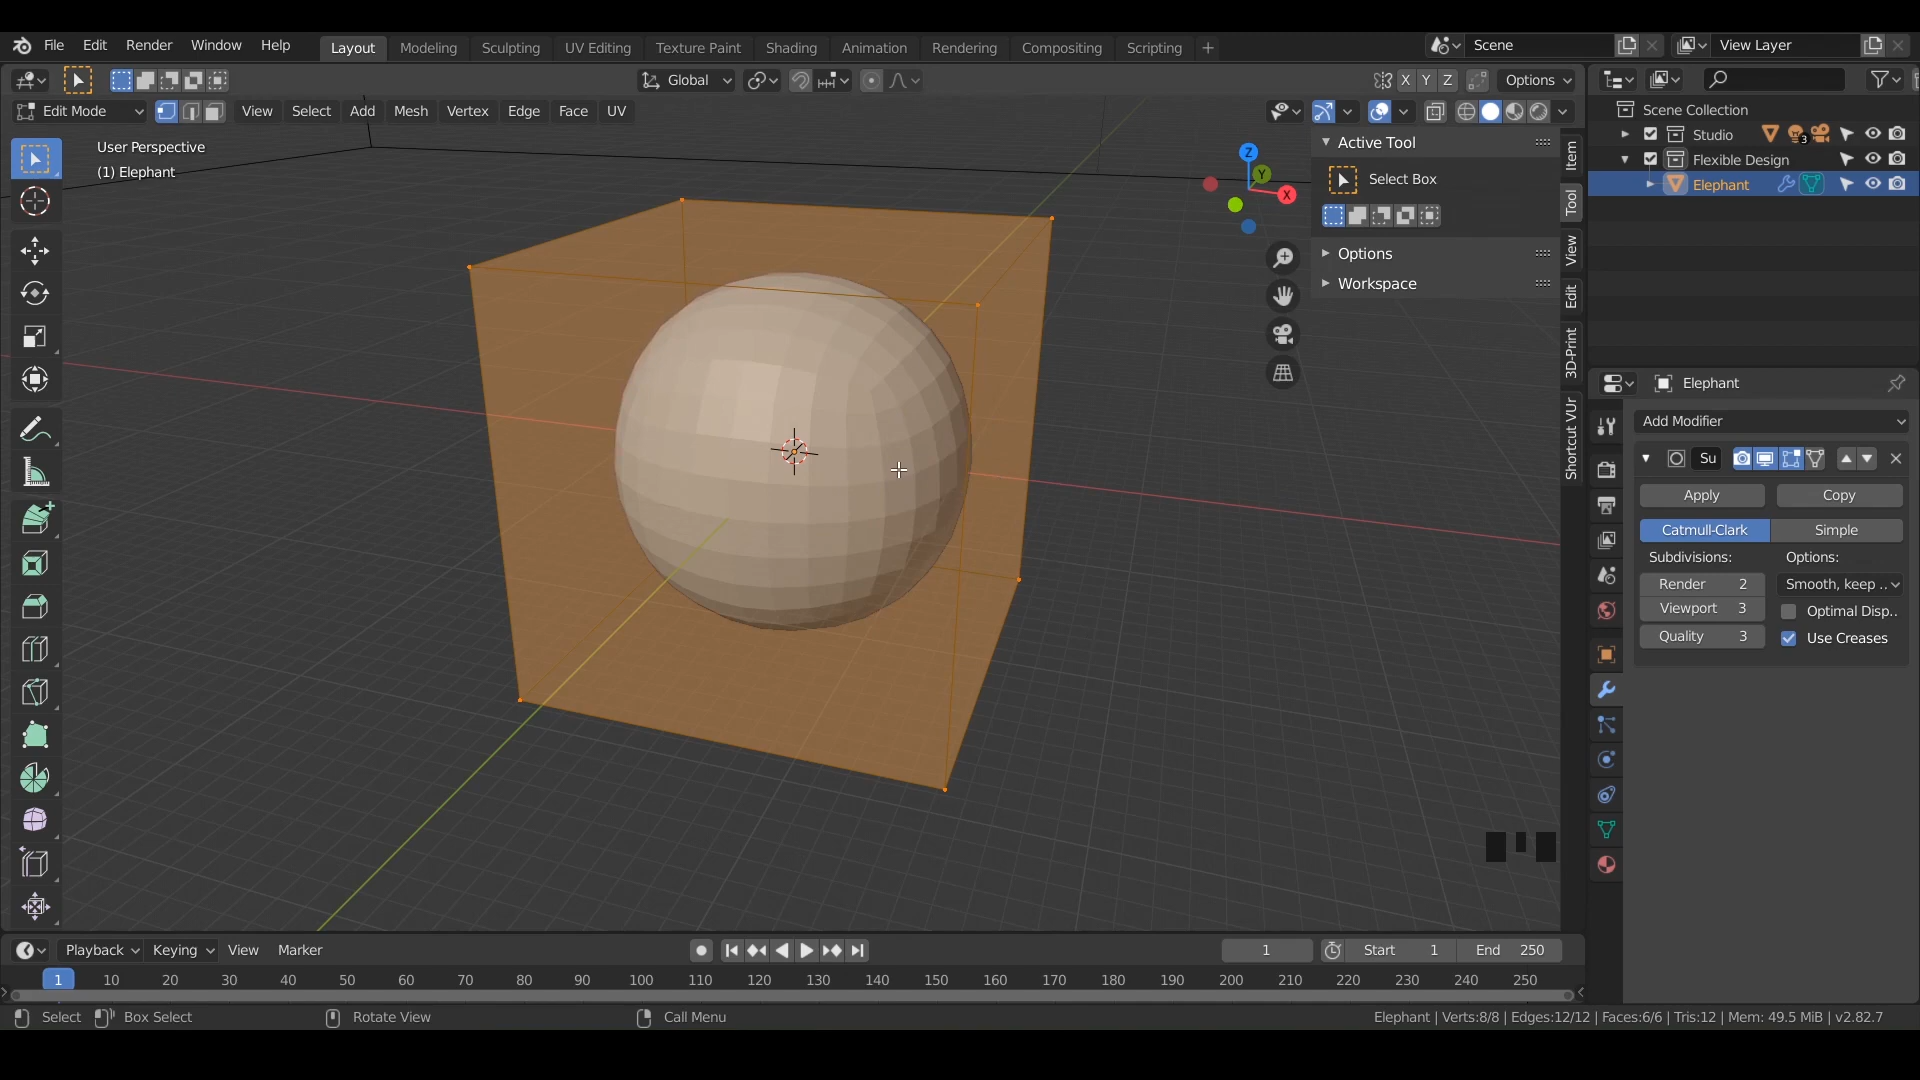 File Edit Render Window Help Layout Modeling Sculpting UV Editing Texture Paint Shading Animation Rendering Compositing Scripting + Scene View Layer
Global X Y Z Options
Edit Mode View Select Add Mesh Vertex Edge Face UV
User Perspective
(1) Elephant
Z
Y
X
Active Tool
Select Box
Options
Workspace
Item
Tool
View
Edit
3D-Print
Shortcut VUr
Scene Collection
Studio 3
Flexible Design
Elephant
Elephant
Add Modifier
Su
Apply Copy
Catmull-Clark Simple
Subdivisions: Options:
Render 2 Smooth, keep ..
Viewport 3 Optimal Disp..
Quality 3 Use Creases
Playback Keying View Marker 1 Start 1 End 250
1 10 20 30 40 50 60 70 80 90 100 110 120 130 140 150 160 170 180 190 200 210 220 230 240 250
Select Box Select Rotate View Call Menu Elephant | Verts:8/8 | Edges:12/12 | Faces:6/6 | Tris:12 | Mem: 49.5 MiB | v2.82.7